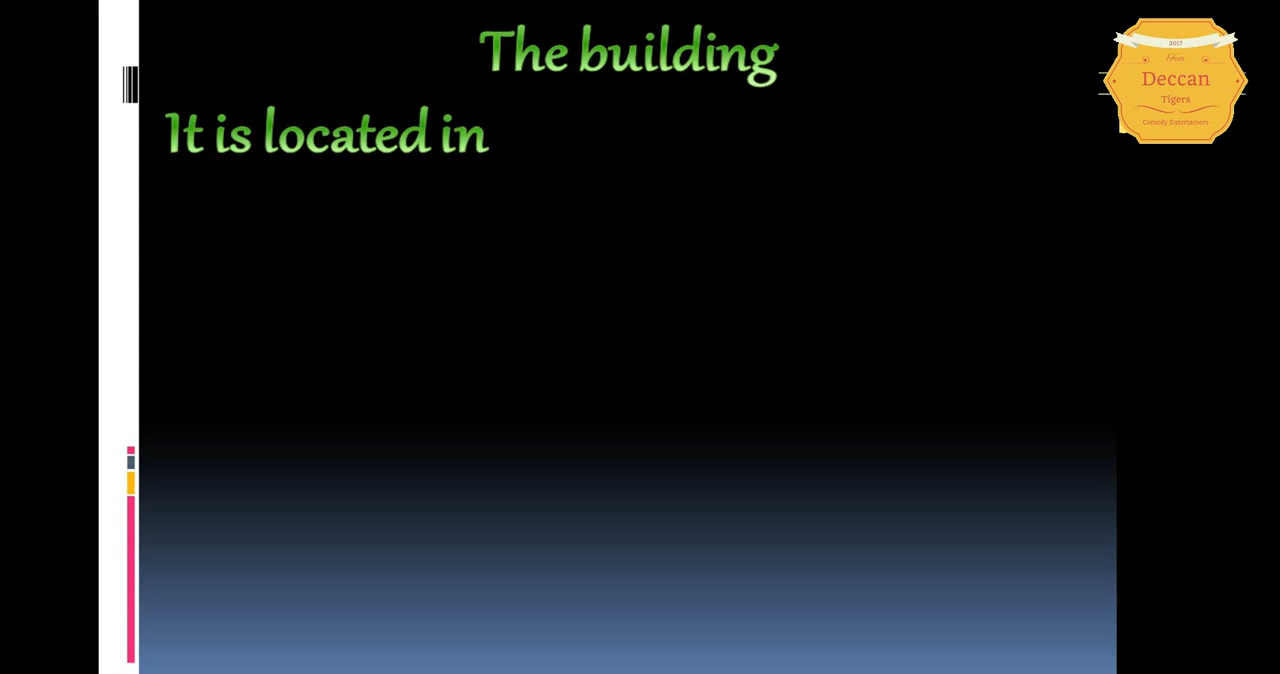 The building
It is located in
2017
Deccan
Tigers
Comedy Entertainers